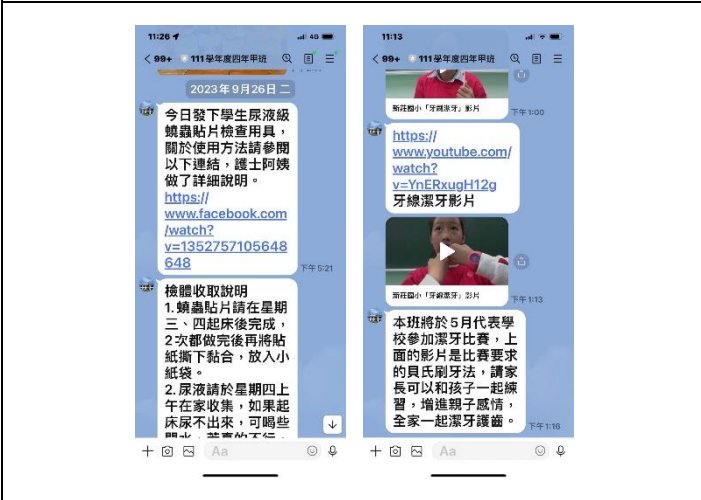 11:26
4G
99+
111學年度四年甲班
2023年9月26日 二
今日發下學生尿液級
蟯蟲貼片檢查用具，
關於使用方法請參閱
以下連結，護士阿姨
做了詳細說明。
https://
www.facebook.com
/watch?
v=1352757105648
648
下午 5:21
檢體收取說明
1.蟯蟲貼片請在星期
三、四起床後完成，
2次都做完後再將貼
紙撕下黏合，放入小
紙袋。
2.尿液請於星期四上
午在家收集，如果起
床尿不出來，可喝些
Aa
11:13
99+
111學年度四年甲班
新莊國小「牙刷潔牙」影片
下午 1:00
https://
www.youtube.com/
watch?
v=YnERxugH12g
牙線潔牙影片
新莊國小「牙線潔牙」影片
下午 1:13
本班將於5月代表學
校參加潔牙比賽，上
面的影片是比賽要求
的貝氏刷牙法，請家
長可以和孩子一起練
習，增進親子感情，
全家一起潔牙護齒。
下午 1:16
Aa